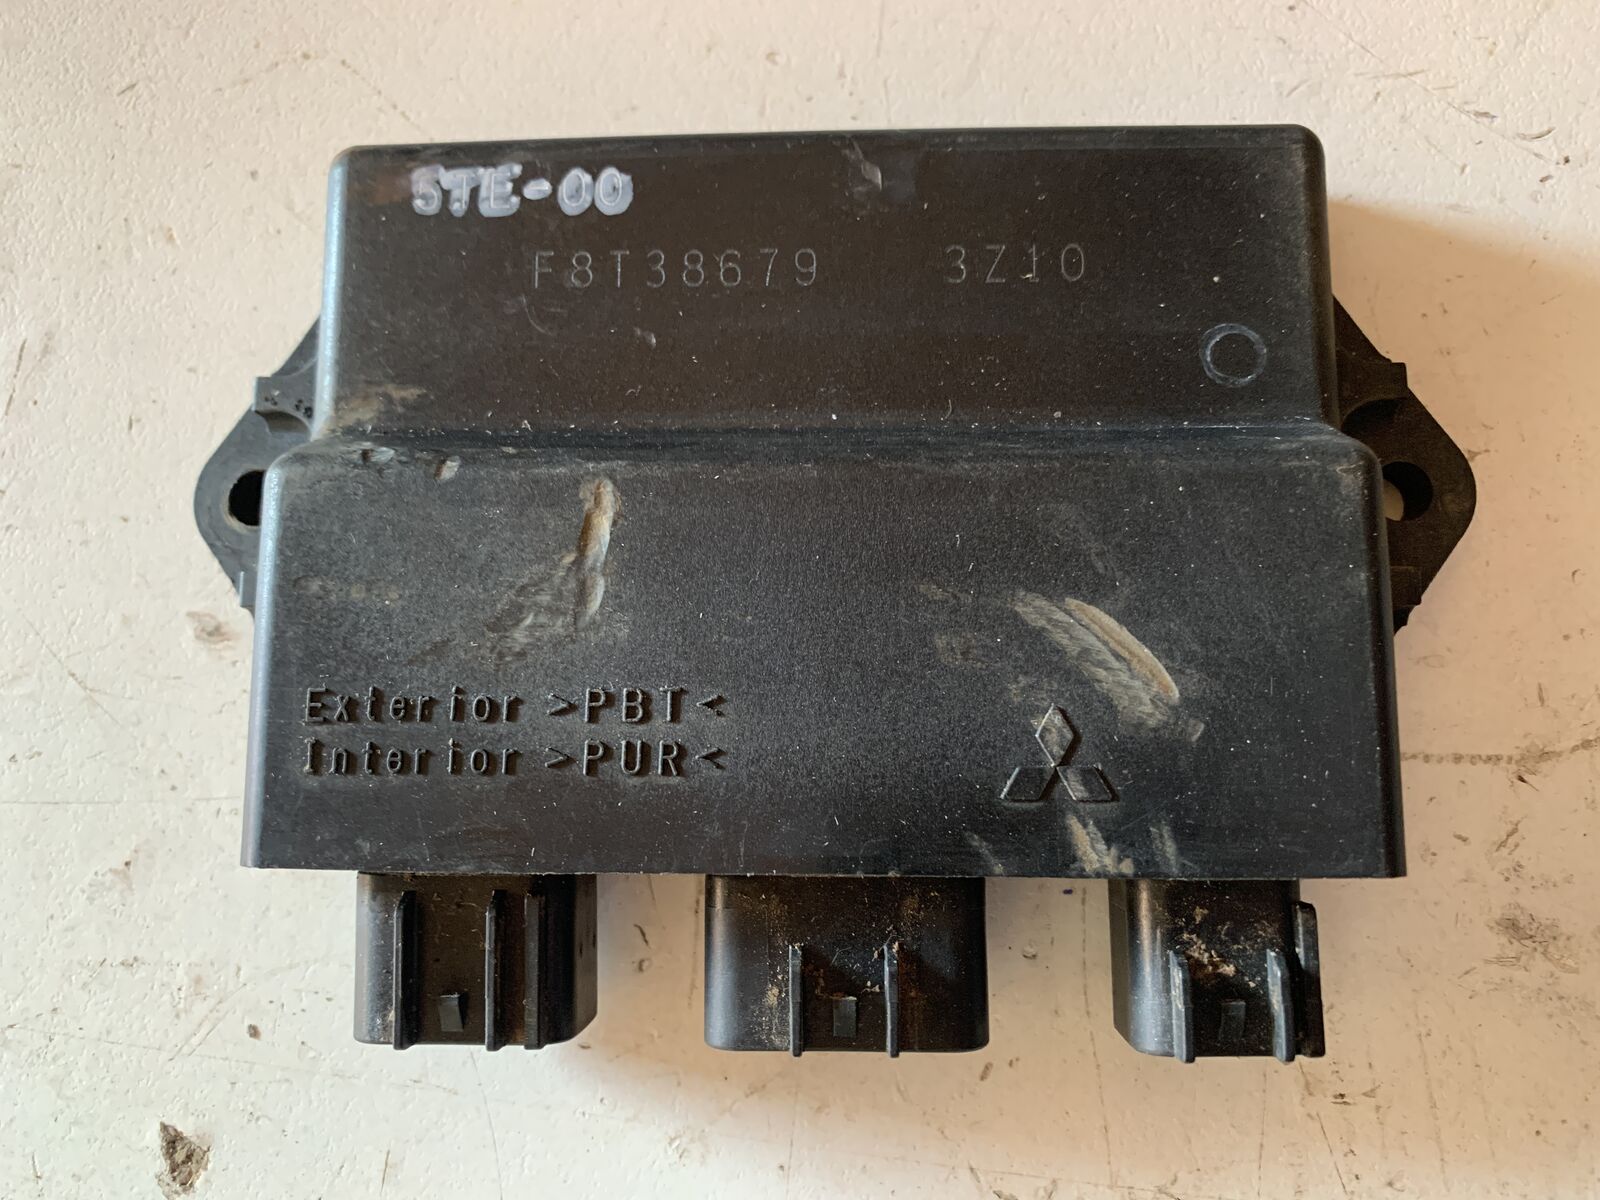 5TE-00
F8T38679 3Z10
Exterior >PBT<
Interior >PUR<